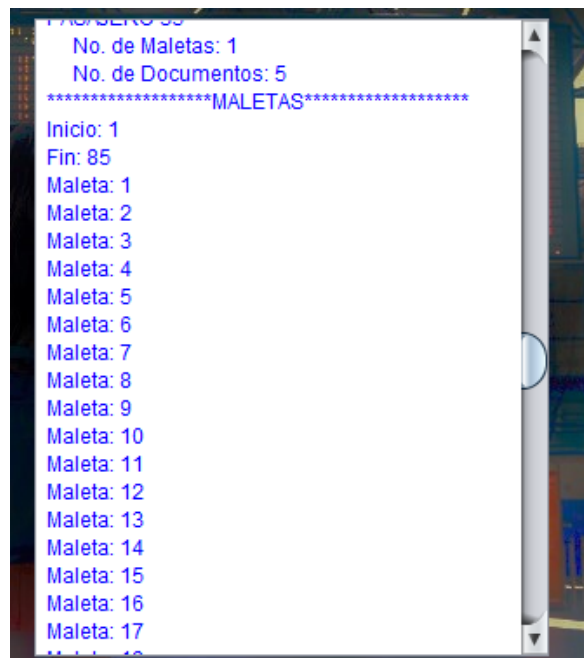 No. de Maletas: 1
No. de Documentos: 5
*******************MALETAS*******************
Inicio: 1
Fin: 85
Maleta: 1
Maleta: 2
Maleta: 3
Maleta: 4
Maleta: 5
Maleta: 6
Maleta: 7
Maleta: 8
Maleta: 9
Maleta: 10
Maleta: 11
Maleta: 12
Maleta: 13
Maleta: 14
Maleta: 15
Maleta: 16
Maleta: 17